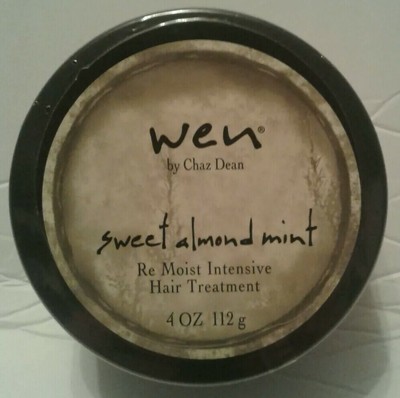 wen®
by Chaz Dean
sweet almond mint
Re Moist Intensive
Hair Treatment
4 OZ 112 g